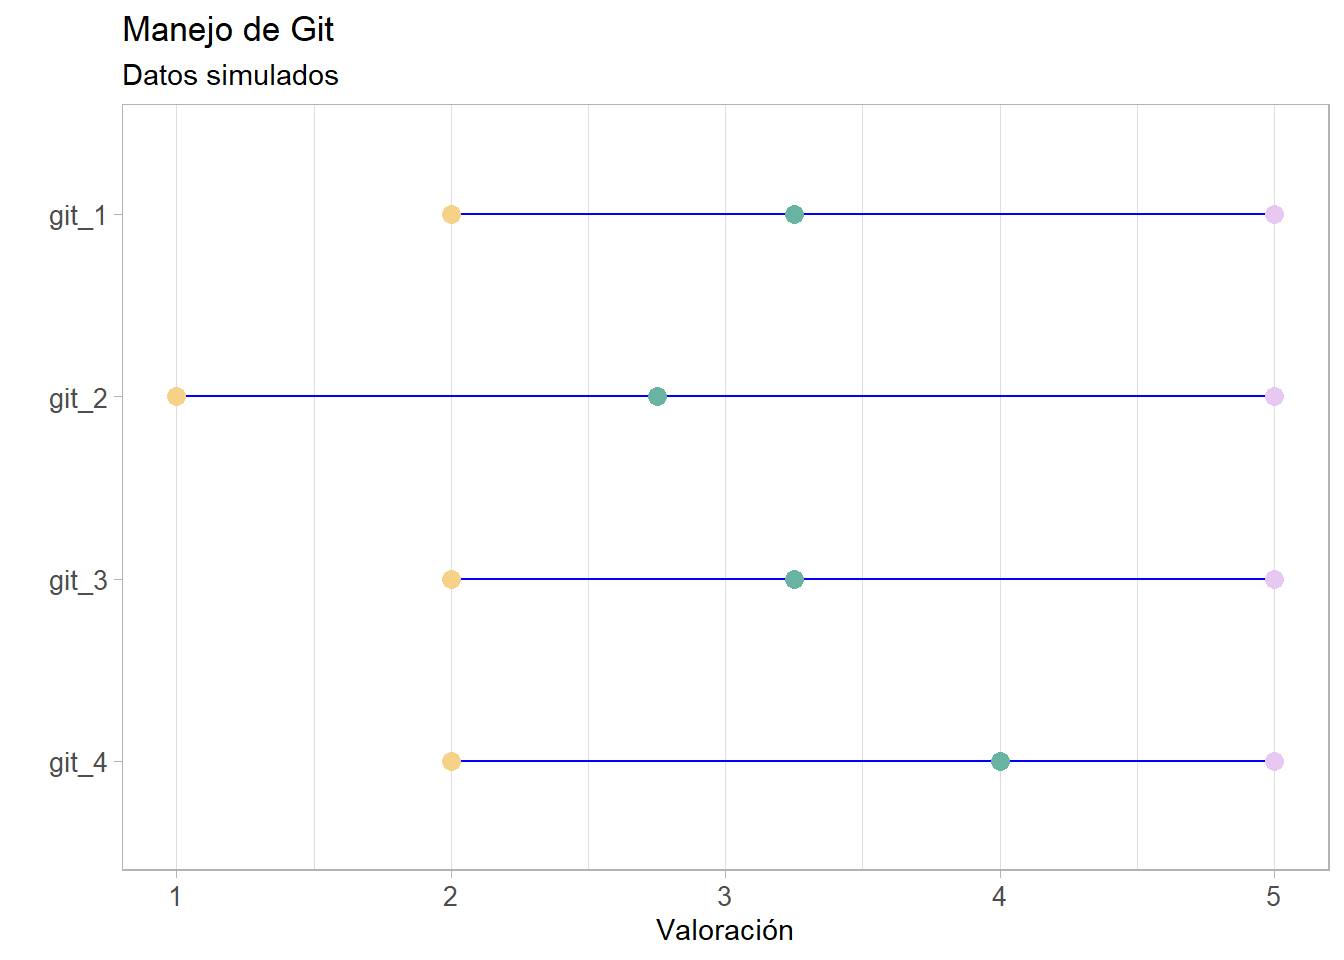 Manejo de Git
Datos simulados
git_1
git_2
git_3
git_4
1 2 3 4 5
Valoración